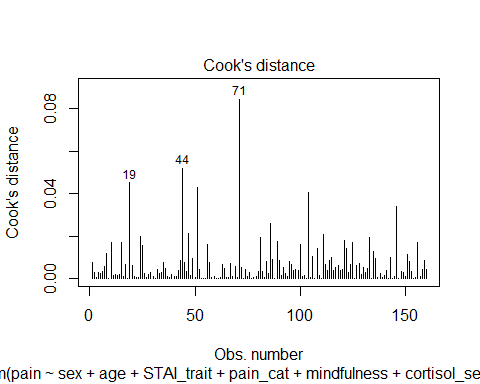 Cook's distance
71
44
19
Cook's distance
0.00 0.04 0.08
0 50 100 150
Obs. number
m(pain ~ sex + age + STAI_trait + pain_cat + mindfulness + cortisol_se